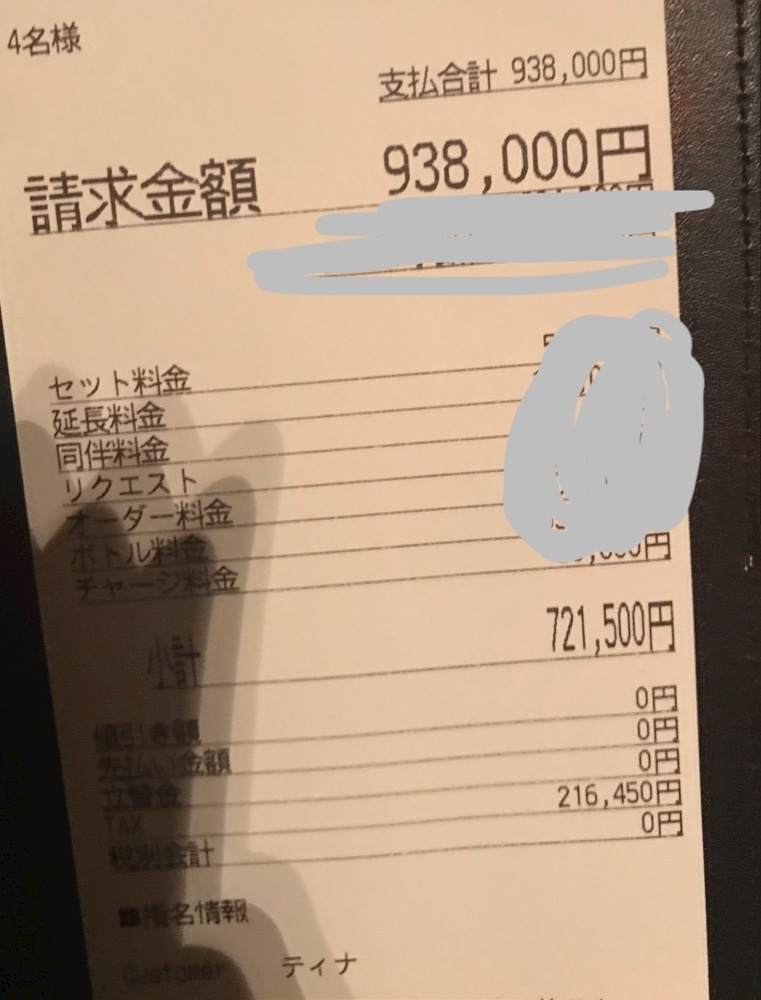 4名様
支払合計 938,000円
請求金額 938,000円
セット料金
延長料金
同伴料金
リクエスト
オーダー料金
ボトル料金
チャージ料金
小計 721,500円
値引き額 0円
先払い金額 0円
立替金 0円
TAX 216,450円
税別会計 0円
指名情報
Customer ティナ